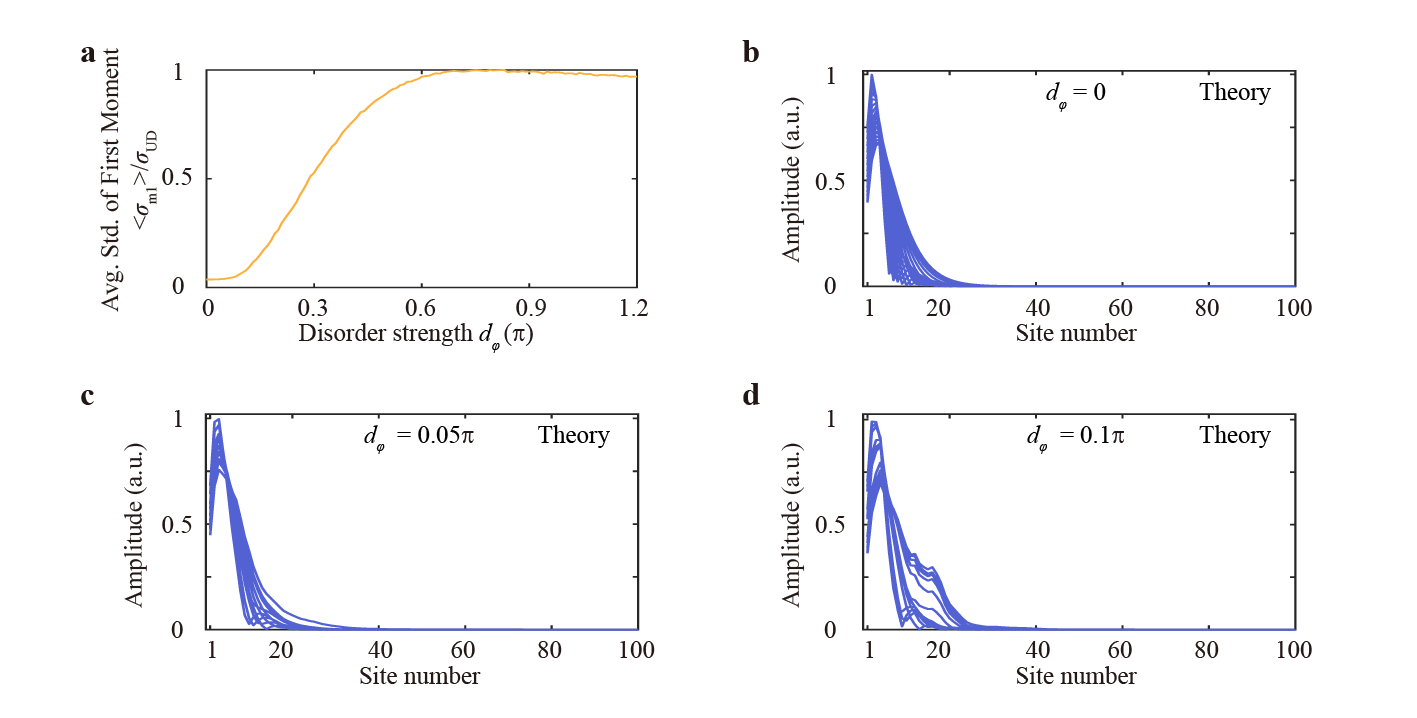 a
Avg. Std. of First Moment
<σm1>/σUD
1
0.5
0
0 0.3 0.6 0.9 1.2
Disorder strength dφ (π)
b
Amplitude (a.u.)
1
0.5
0
dφ = 0 Theory
1 20 40 60 80 100
Site number
c
Amplitude (a.u.)
1
0.5
0
dφ = 0.05π Theory
1 20 40 60 80 100
Site number
d
Amplitude (a.u.)
1
0.5
0
dφ = 0.1π Theory
1 20 40 60 80 100
Site number